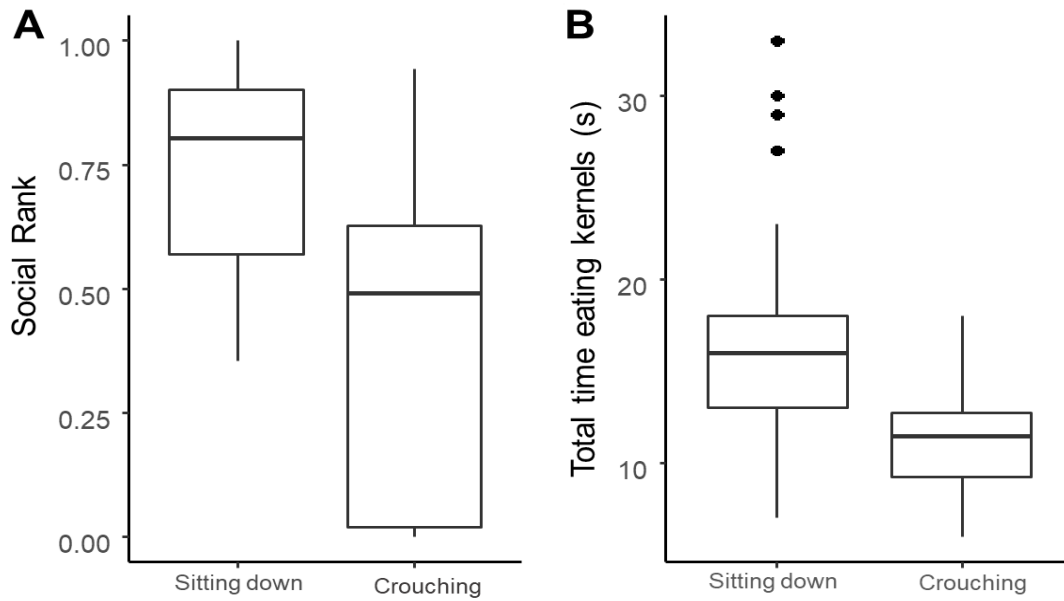 A
Social Rank
1.00
0.75
0.50
0.25
0.00
Sitting down
Crouching
B
Total time eating kernels (s)
30
20
10
Sitting down
Crouching